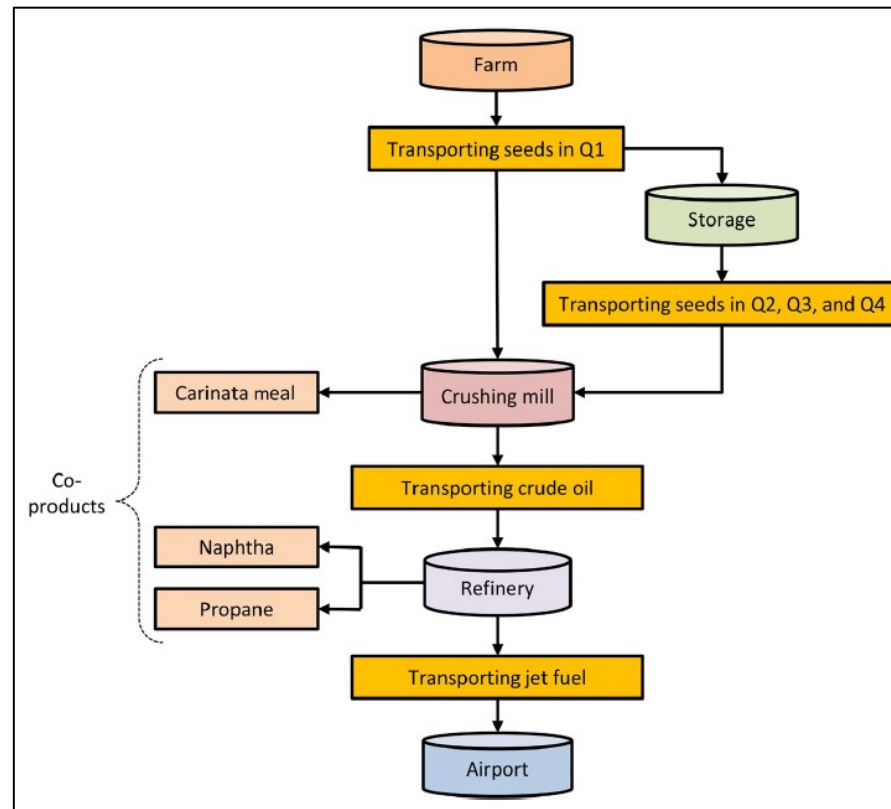 Farm
Transporting seeds in Q1
Storage
Transporting seeds in Q2, Q3, and Q4
Carinata meal
Crushing mill
Co-
products
Transporting crude oil
Naphtha
Propane
Refinery
Transporting jet fuel
Airport